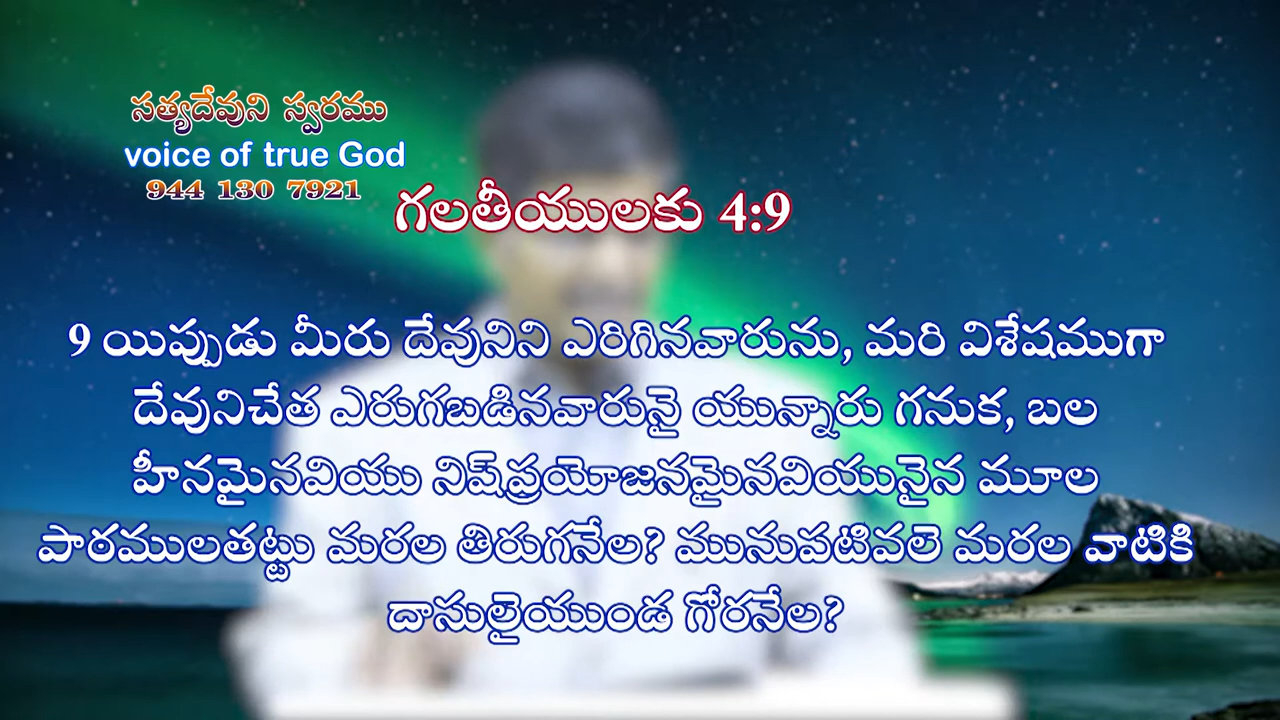 సత్యదేవుని స్వరము
voice of true God
944 130 7921
గలతీయులకు 4:9
9 యిప్పుడు మీరు దేవునిని ఎరిగినవారును, మరి విశేషముగా
దేవునిచేత ఎరుగబడినవారునై యున్నారు గనుక, బల
హీనమైనవియు నిష్‌ప్రయోజనమైనవియునైన మూల
పాఠములతట్టు మరల తిరుగనేల? మునుపటివలె మరల వాటికి
దాసులైయుండ గోరనేల?